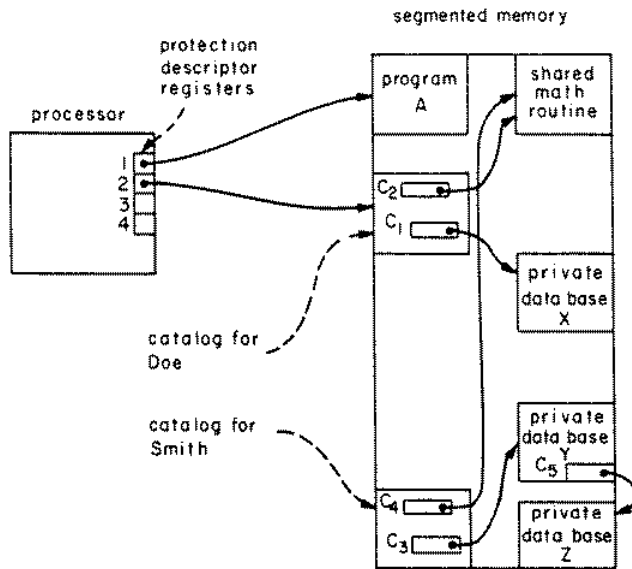 segmented memory
protection
descriptor
registers
processor
1
2
3
4
program
A
shared
math
routine
C2
C1
private
data base
X
catalog for
Doe
catalog for
Smith
private
data base
Y
C5
C4
C3
private
data base
Z